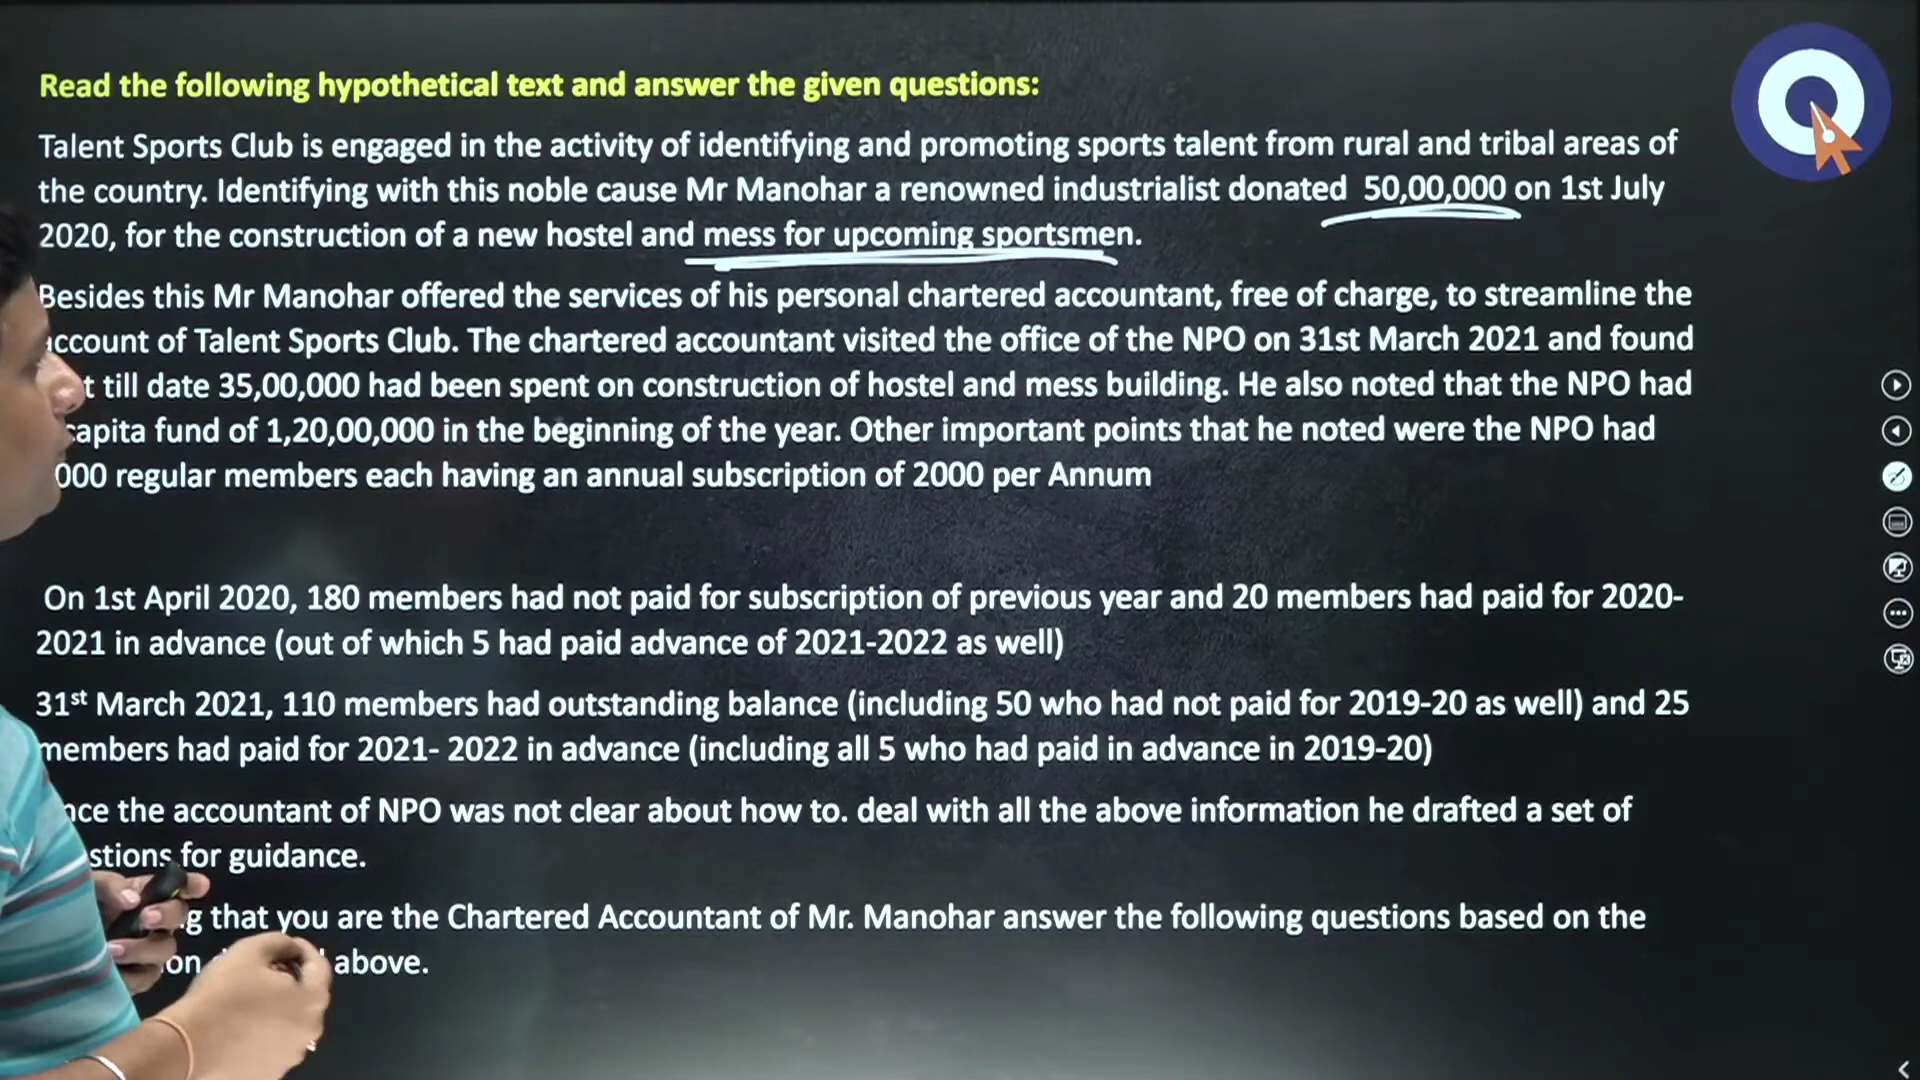 Read the following hypothetical text and answer the given questions:
Talent Sports Club is engaged in the activity of identifying and promoting sports talent from rural and tribal areas of
the country. Identifying with this noble cause Mr Manohar a renowned industrialist donated 50,00,000 on 1st July
2020, for the construction of a new hostel and mess for upcoming sportsmen.
Besides this Mr Manohar offered the services of his personal chartered accountant, free of charge, to streamline the
account of Talent Sports Club. The chartered accountant visited the office of the NPO on 31st March 2021 and found
till date 35,00,000 had been spent on construction of hostel and mess building. He also noted that the NPO had
capita fund of 1,20,00,000 in the beginning of the year. Other important points that he noted were the NPO had
000 regular members each having an annual subscription of 2000 per Annum
On 1st April 2020, 180 members had not paid for subscription of previous year and 20 members had paid for 2020-
2021 in advance (out of which 5 had paid advance of 2021-2022 as well)
31st March 2021, 110 members had outstanding balance (including 50 who had not paid for 2019-20 as well) and 25
members had paid for 2021- 2022 in advance (including all 5 who had paid in advance in 2019-20)
the accountant of NPO was not clear about how to. deal with all the above information he drafted a set of
for guidance.
that you are the Chartered Accountant of Mr. Manohar answer the following questions based on the
above.